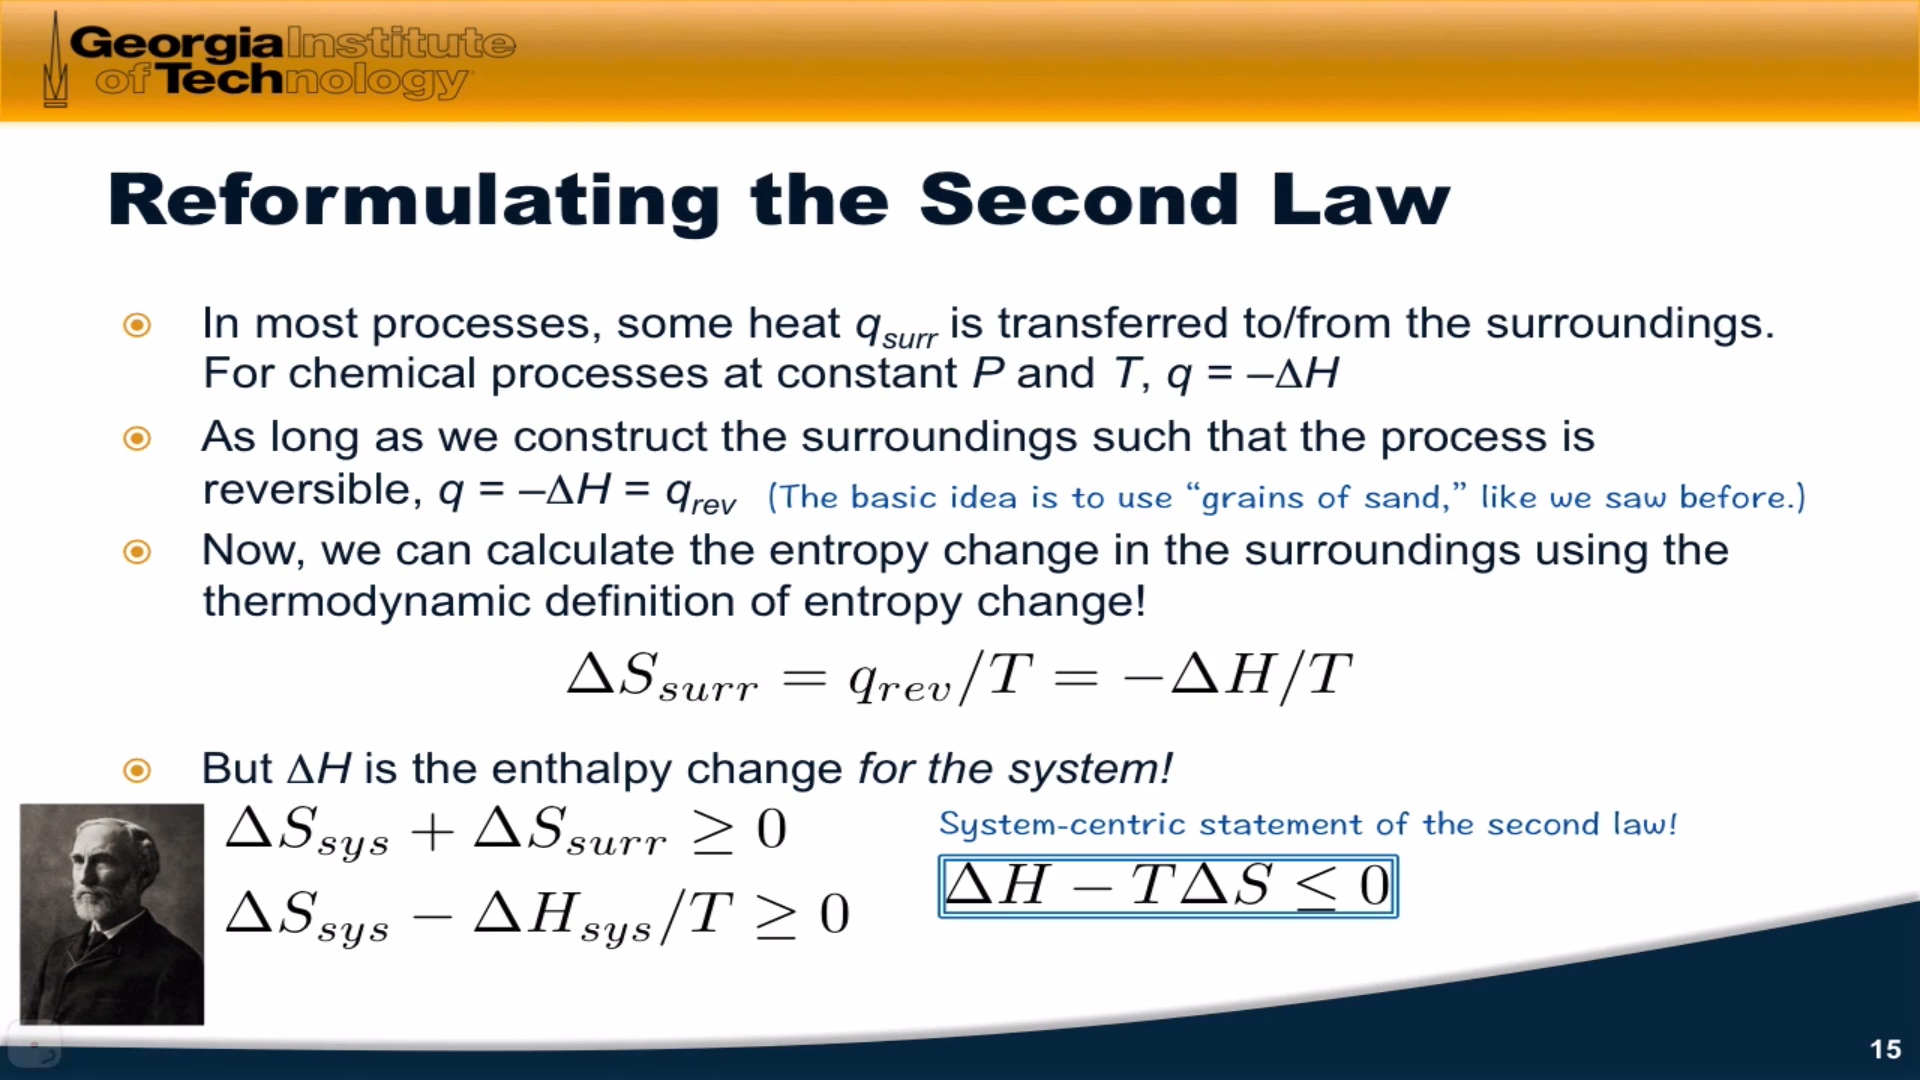 Georgia Institute
of Technology
Reformulating the Second Law
In most processes, some heat q_surr is transferred to/from the surroundings.
For chemical processes at constant P and T, q = –ΔH
As long as we construct the surroundings such that the process is
reversible, q = –ΔH = q_rev (The basic idea is to use “grains of sand,” like we saw before.)
Now, we can calculate the entropy change in the surroundings using the
thermodynamic definition of entropy change!
ΔS_surr = q_rev/T = −ΔH/T
But ΔH is the enthalpy change for the system!
ΔS_sys + ΔS_surr ≥ 0
System-centric statement of the second law!
ΔH − TΔS ≤ 0
ΔS_sys − ΔH_sys/T ≥ 0
15